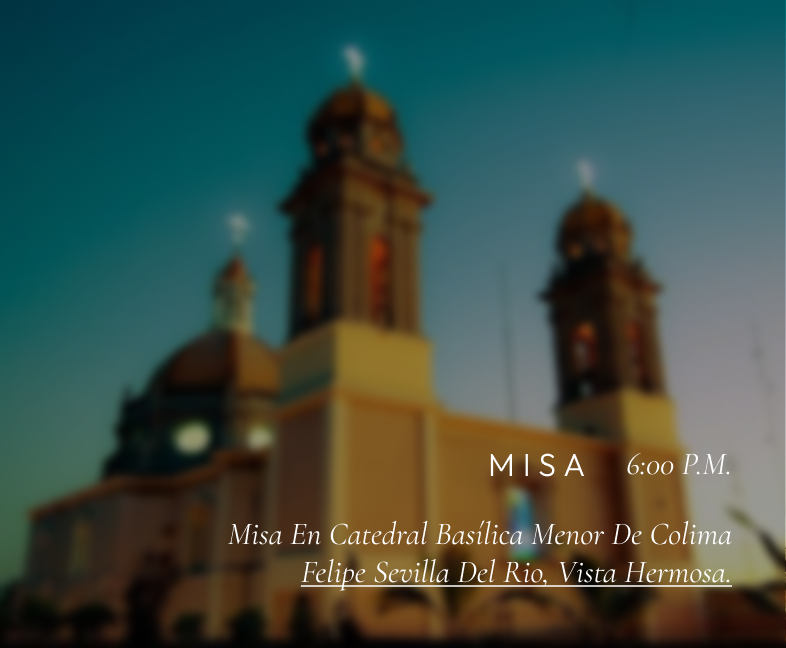 MISA 6:00 P.M.
Misa En Catedral Basílica Menor De Colima
Felipe Sevilla Del Rio, Vista Hermosa.